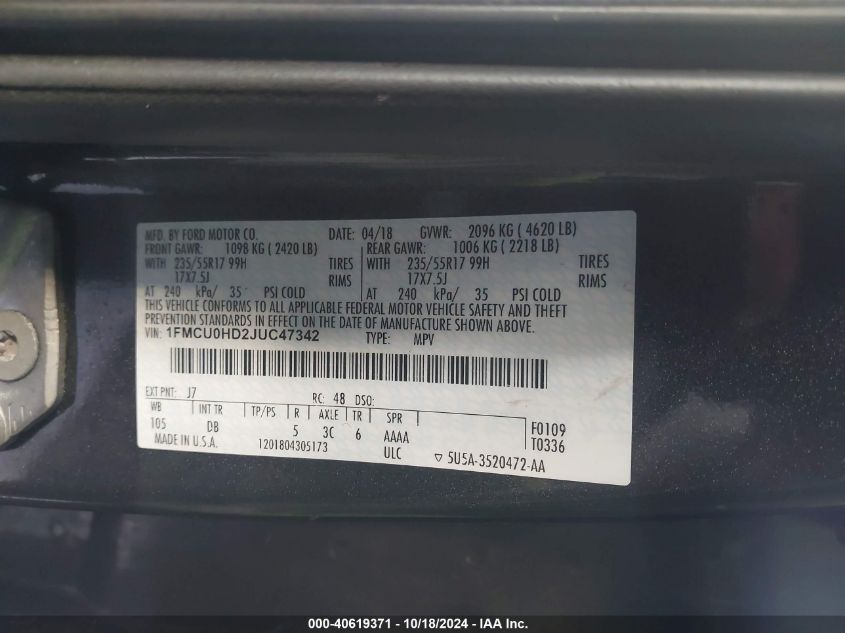 MFD. BY FORD MOTOR CO. DATE: 04/18 GVWR: 2096 KG ( 4620 LB)
FRONT GAWR: 1098 KG ( 2420 LB) REAR GAWR: 1006 KG ( 2218 LB)
WITH 235/55R17 99H TIRES WITH 235/55R17 99H TIRES
17X7.5J RIMS 17X7.5J RIMS
AT 240 kPa/ 35 PSI COLD AT 240 kPa/ 35 PSI COLD
THIS VEHICLE CONFORMS TO ALL APPLICABLE FEDERAL MOTOR VEHICLE SAFETY AND THEFT
PREVENTION STANDARDS IN EFFECT ON THE DATE OF MANUFACTURE SHOWN ABOVE.
VIN: 1FMCU0HD2JUC47342 TYPE: MPV
EXT PNT: J7 RC: 48 DSO:
WB INT TR TP/PS R AXLE TR SPR
105 DB 5 3C 6 AAAA F0109
MADE IN U.S.A. 1201804305173 ULC T0336
▽ 5U5A-3520472-AA
000-40619371 - 10/18/2024 - IAA Inc.